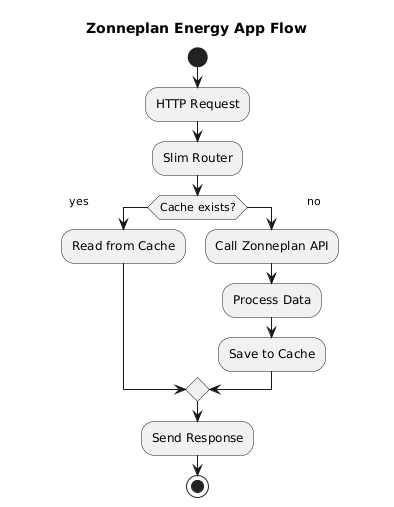 Zonneplan Energy App Flow
HTTP Request
Slim Router
Cache exists?
yes
no
Read from Cache
Call Zonneplan API
Process Data
Save to Cache
Send Response